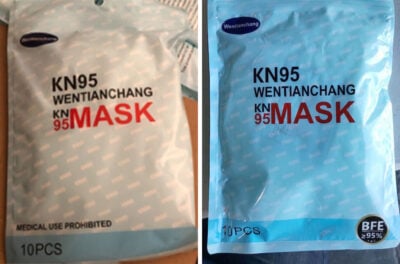 Wentianchang
KN95
WENTIANCHANG
KN
95MASK
MEDICAL USE PROHIBITED
10PCS
Wentianchang
KN95
WENTIANCHANG
KN
95MASK
BFE
≥95%
10PCS